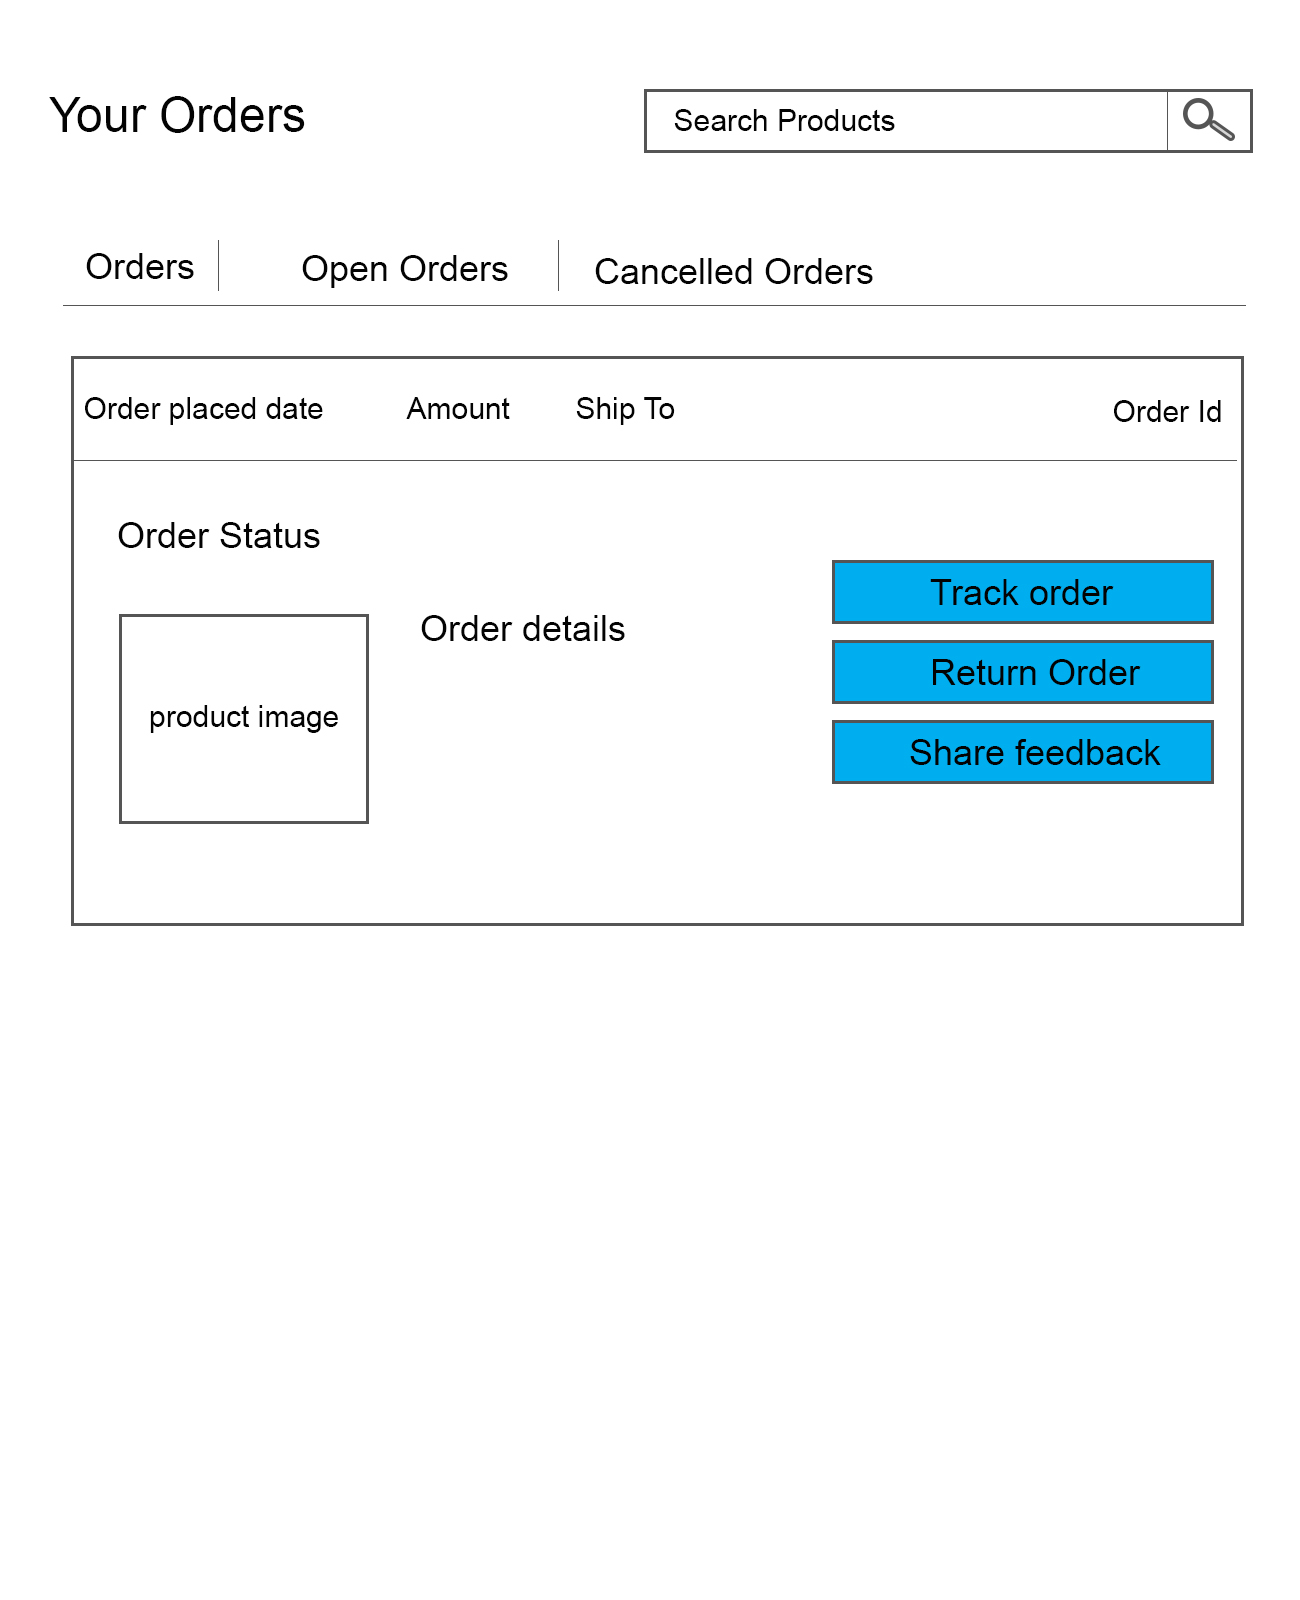 Your Orders
Search Products
Orders
Open Orders
Cancelled Orders
Order placed date
Amount
Ship To
Order Id
Order Status
Track order
Order details
Return Order
product image
Share feedback